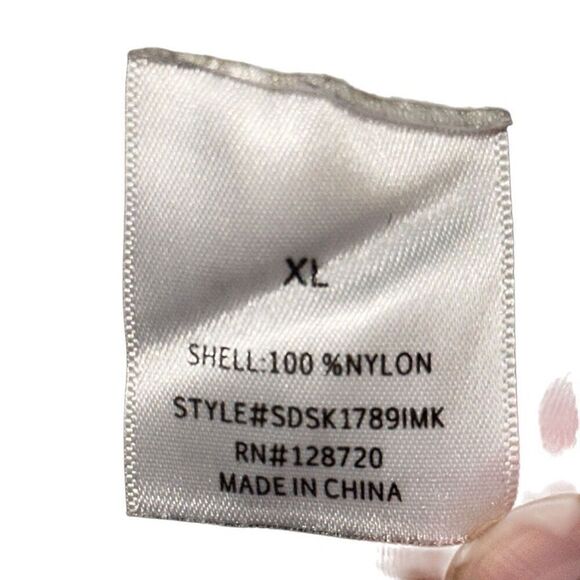 XL
SHELL:100 %NYLON
STYLE#SDSK1789IMK
RN#128720
MADE IN CHINA